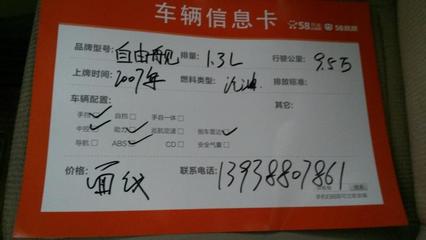 车辆信息卡 58同城 58车商
品牌型号: 自由舰 排量: 1.3L 行驶公里: 9.5万
上牌时间: 2007年 燃料类型: 汽油 排放标准:
车辆配置: 其它:
手动 ✓ 自动 □ 手自一体 □
中控 ✓ 助力 ✓ 巡航定速 □ 倒车雷达 ✓
导航 □ ABS ✓ CD □ 安全气囊 □
价格: 面议 联系电话: 13938807861